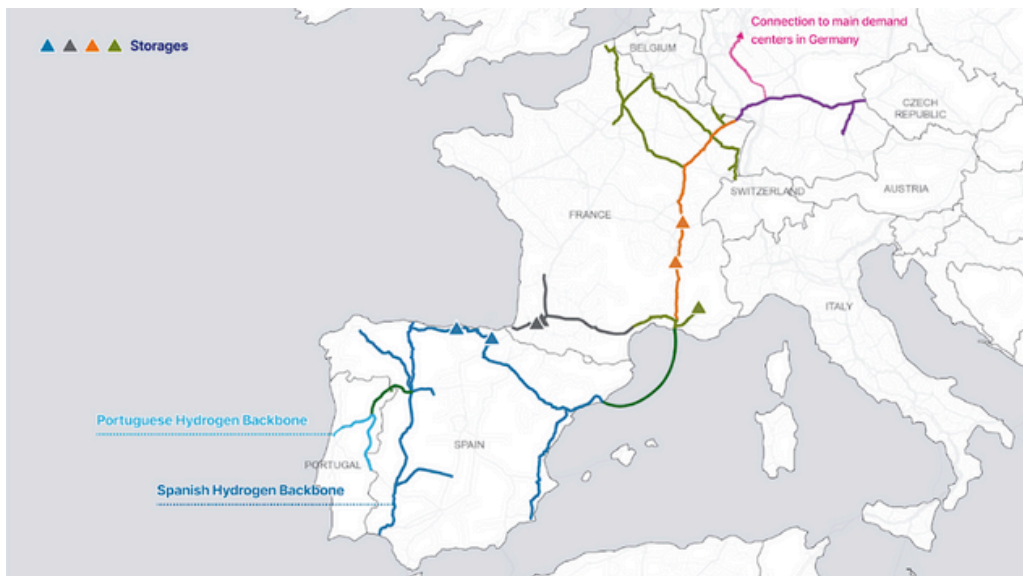 Storages
Connection to main demand
centers in Germany
BELGIUM
CZECH
REPUBLIC
SWITZERLAND
AUSTRIA
FRANCE
ITALY
Portuguese Hydrogen Backbone
SPAIN
PORTUGAL
Spanish Hydrogen Backbone